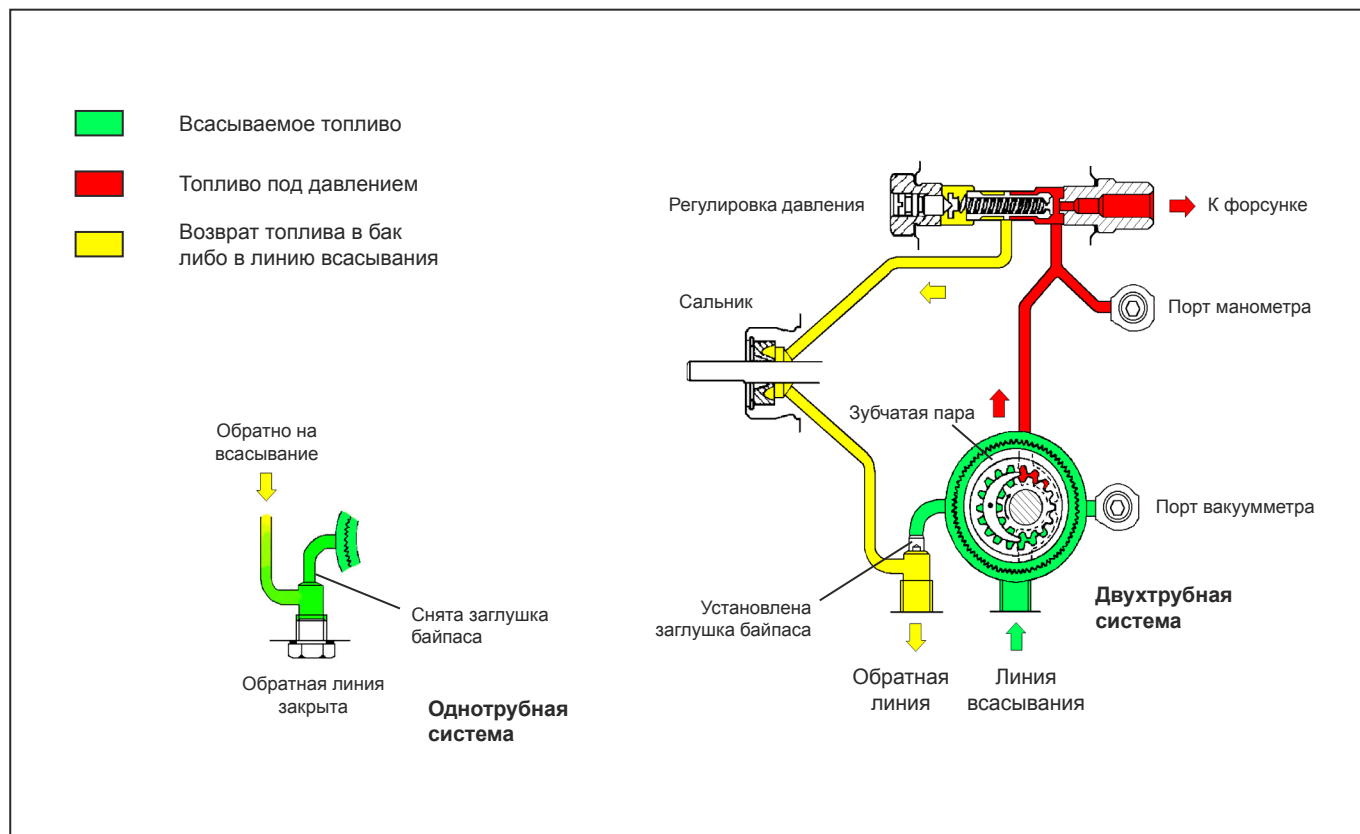 Всасываемое топливо
Топливо под давлением
Возврат топлива в бак
либо в линию всасывания
Регулировка давления
К форсунке
Сальник
Порт манометра
Зубчатая пара
Обратно на
всасывание
Порт вакуумметра
Снята заглушка
байпаса
Установлена
заглушка байпаса
Двухтрубная
система
Обратная линия
закрыта
Однотрубная
система
Обратная
линия
Линия
всасывания